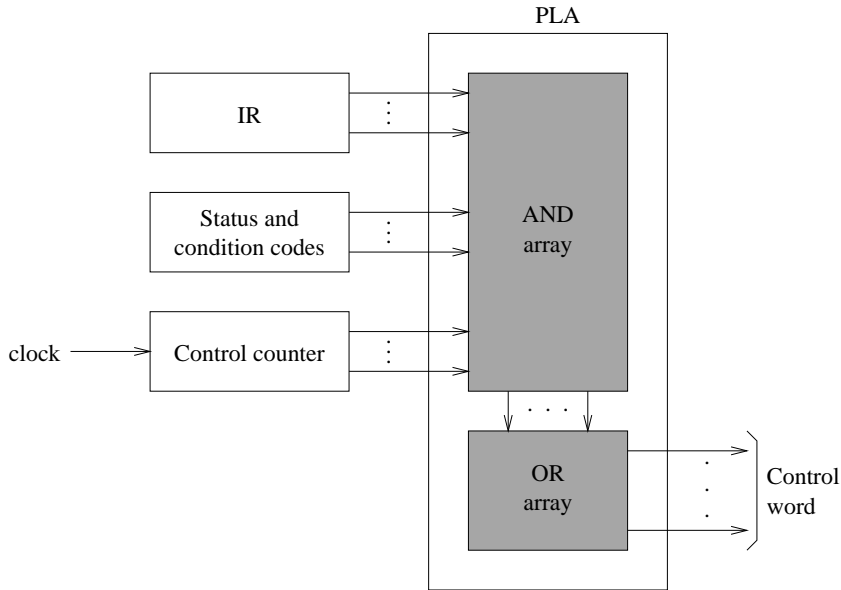 PLA
IR
Status and
condition codes
AND
array
clock
Control counter
OR
array
Control
word